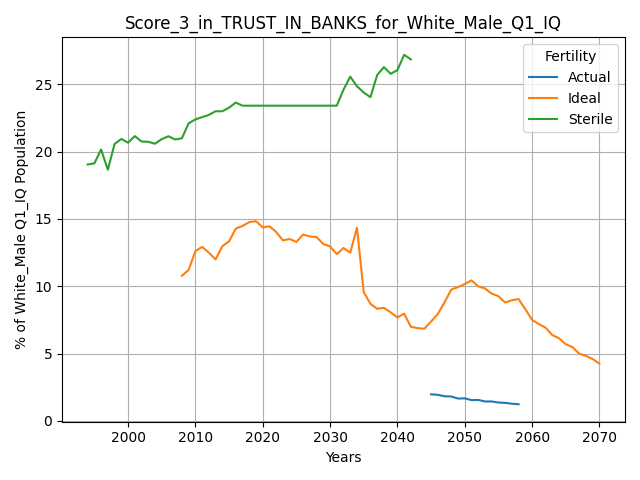 Score_3_in_TRUST_IN_BANKS_for_White_Male_Q1_IQ
% of White_Male Q1_IQ Population
25
20
15
10
5
0
Fertility
Actual
Ideal
Sterile
2000 2010 2020 2030 2040 2050 2060 2070
Years